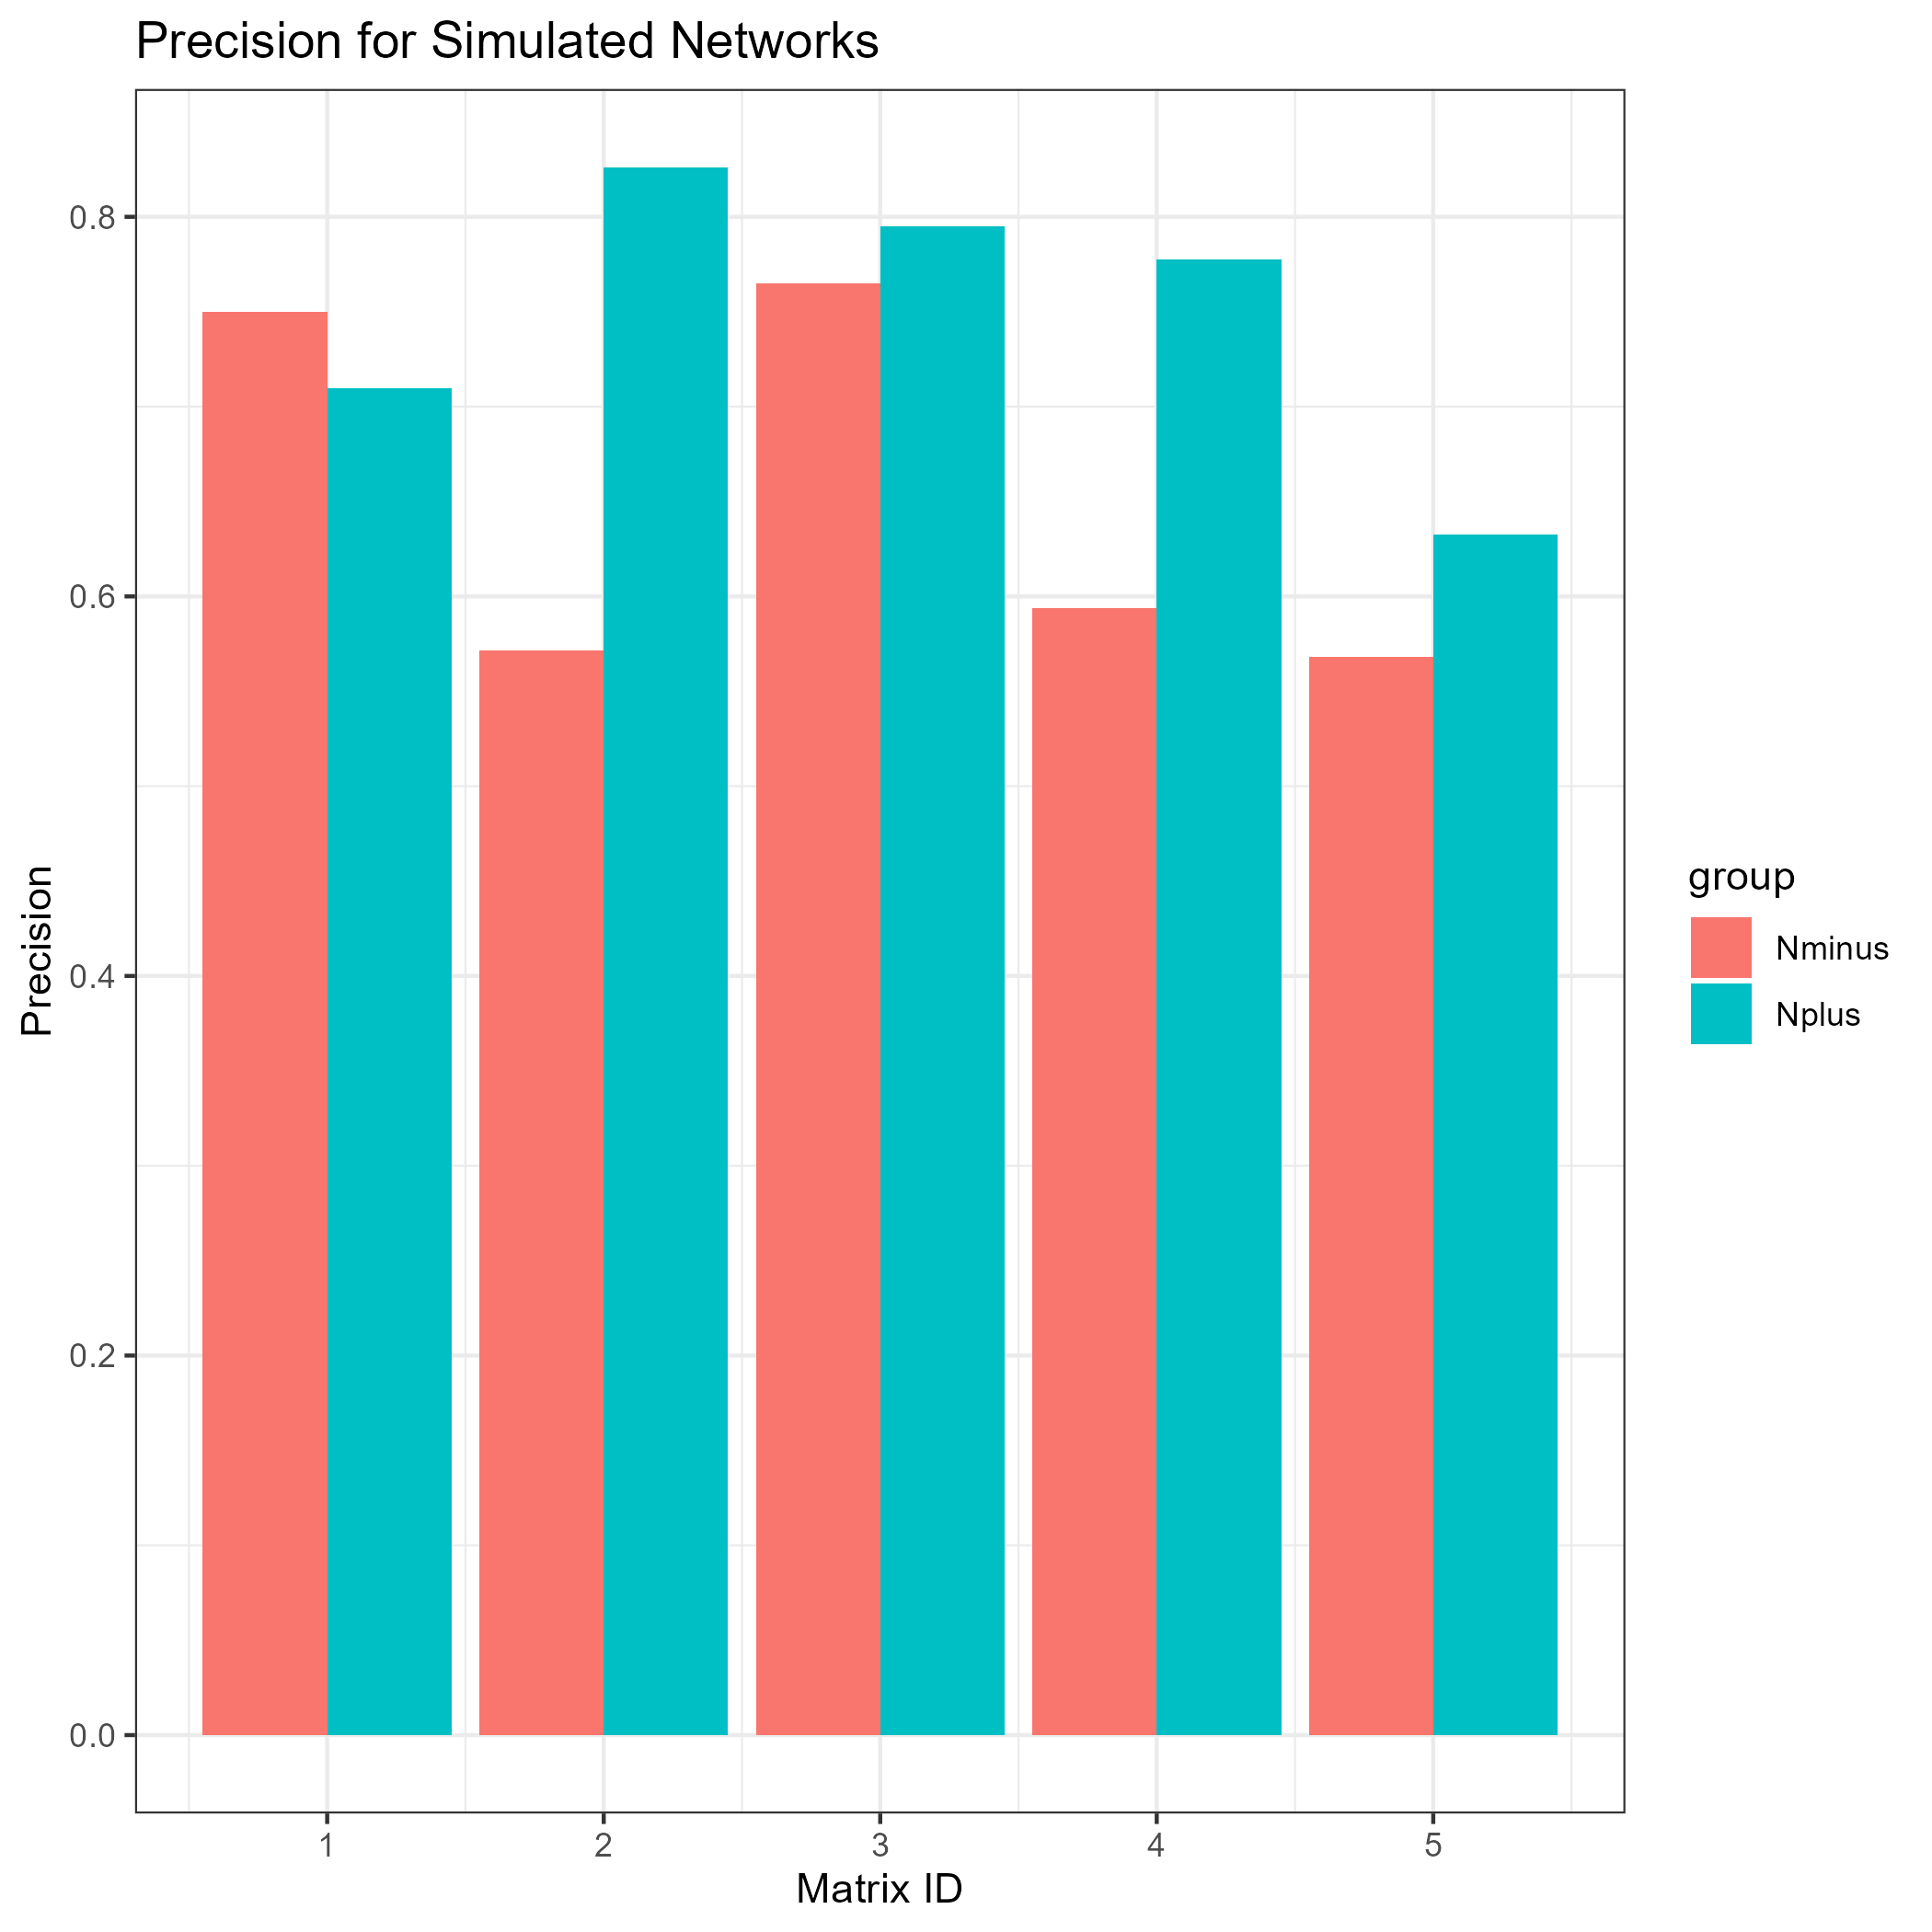 Precision for Simulated Networks
Precision
0.8
0.6
0.4
0.2
0.0
1 2 3 4 5
Matrix ID
group
Nminus
Nplus